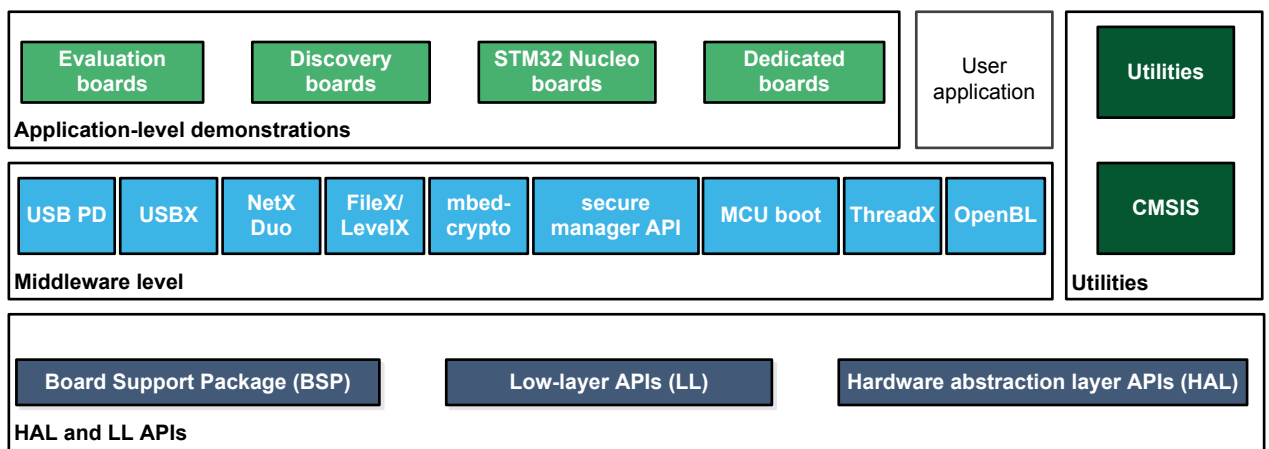 Evaluation
boards
Discovery
boards
STM32 Nucleo
boards
Dedicated
boards
Application-level demonstrations
User
application
Utilities
USB PD
USBX
NetX
Duo
FileX/
LevelX
mbed-
crypto
secure
manager API
MCU boot
ThreadX
OpenBL
Middleware level
CMSIS
Utilities
Board Support Package (BSP)
Low-layer APIs (LL)
Hardware abstraction layer APIs (HAL)
HAL and LL APIs